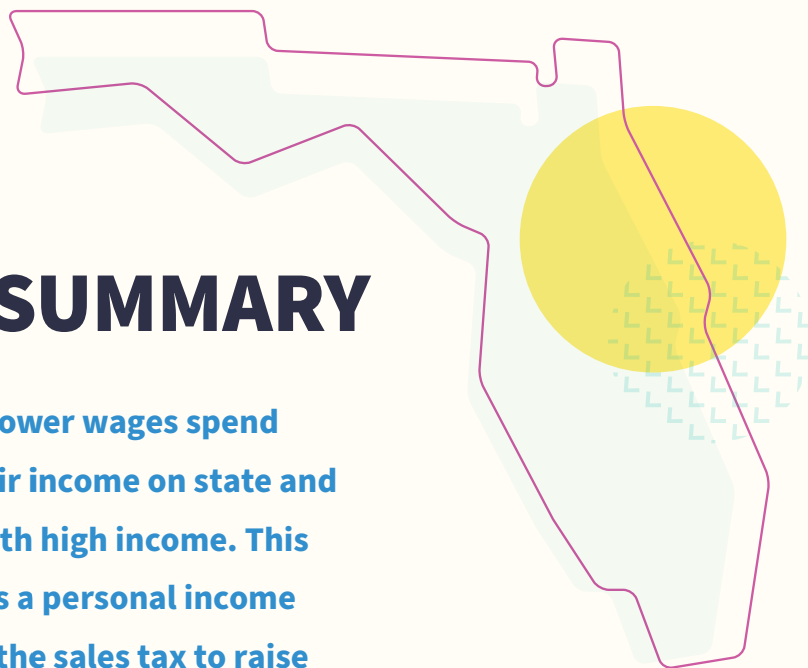 SUMMARY
ower wages spend
ir income on state and
th high income. This
s a personal income
the sales tax to raise